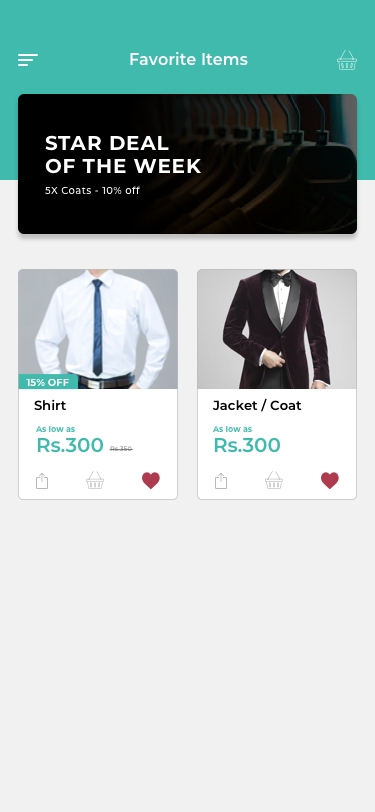 Favorite Items
STAR DEAL
OF THE WEEK
5X Coats - 10% off
15% OFF
Shirt
As low as
Rs.300 Rs.350
Jacket / Coat
As low as
Rs.300